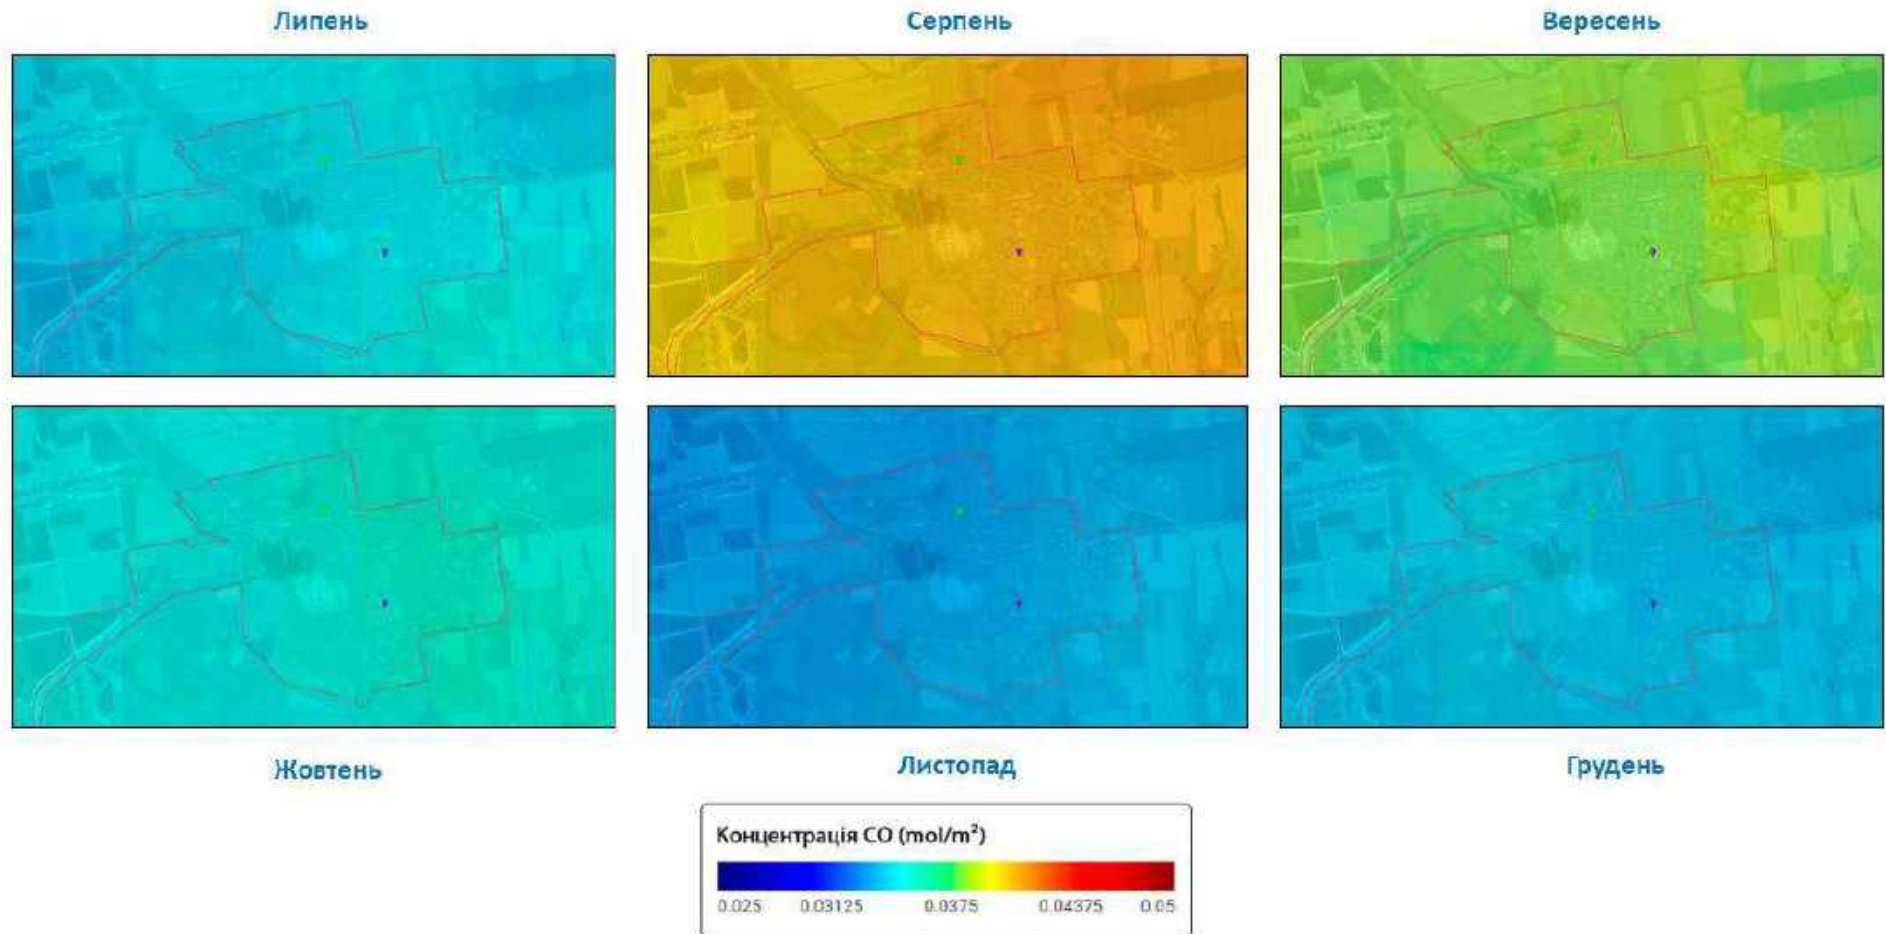 Липень
Серпень
Вересень
Жовтень
Листопад
Грудень
Концентрація CO (mol/m²)
0.025 0.03125 0.0375 0.04375 0.05